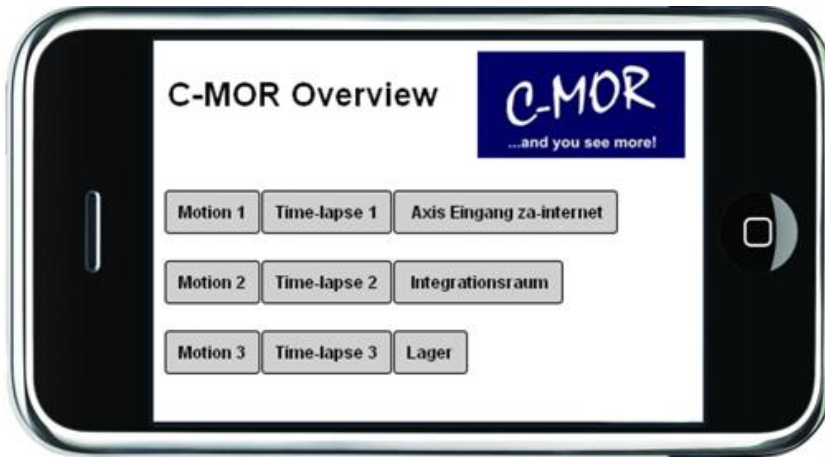 C-MOR Overview
C-MOR
...and you see more!
Motion 1 Time-lapse 1 Axis Eingang za-internet
Motion 2 Time-lapse 2 Integrationsraum
Motion 3 Time-lapse 3 Lager